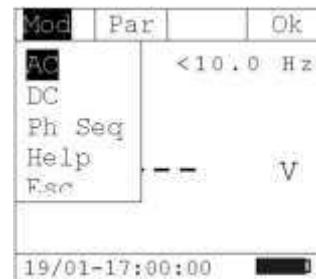 Mod Par Ok
AC <10.0 Hz
DC
Ph Seq
Help
--- V
Esc
19/01-17:00:00